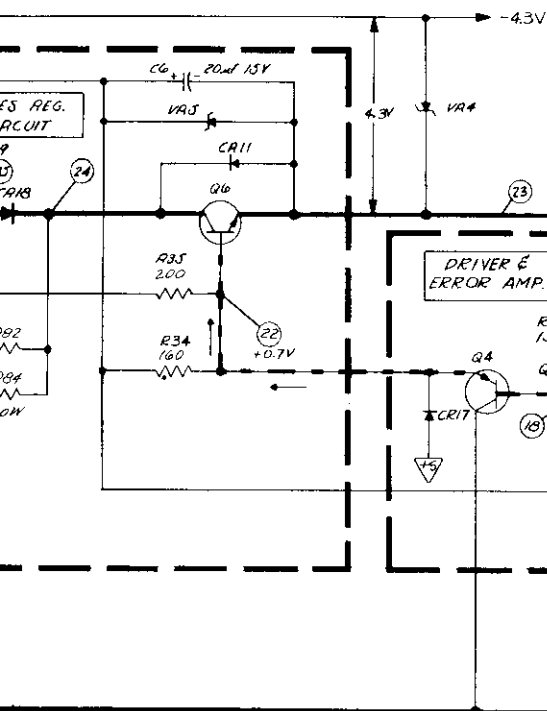 -4.3V
C6 + - 20uf 15V
ES REG.
RCUIT
VR5
4.3V
VR4
CR11
24
CR18
Q6
23
R35
200
DRIVER &
ERROR AMP.
R34
160
22
+0.7V
Q4
CR17
18
+S